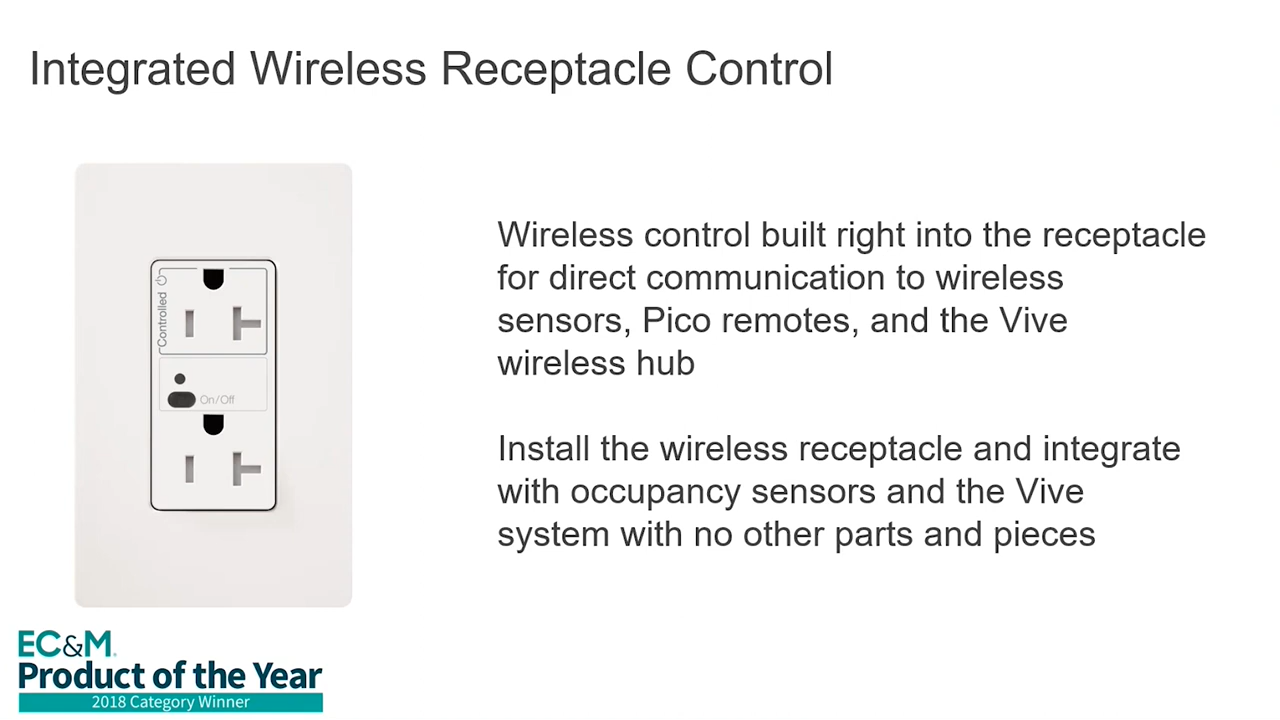 Integrated Wireless Receptacle Control
Controlled
On/Off
Wireless control built right into the receptacle
for direct communication to wireless
sensors, Pico remotes, and the Vive
wireless hub
Install the wireless receptacle and integrate
with occupancy sensors and the Vive
system with no other parts and pieces
EC&M.
Product of the Year
2018 Category Winner